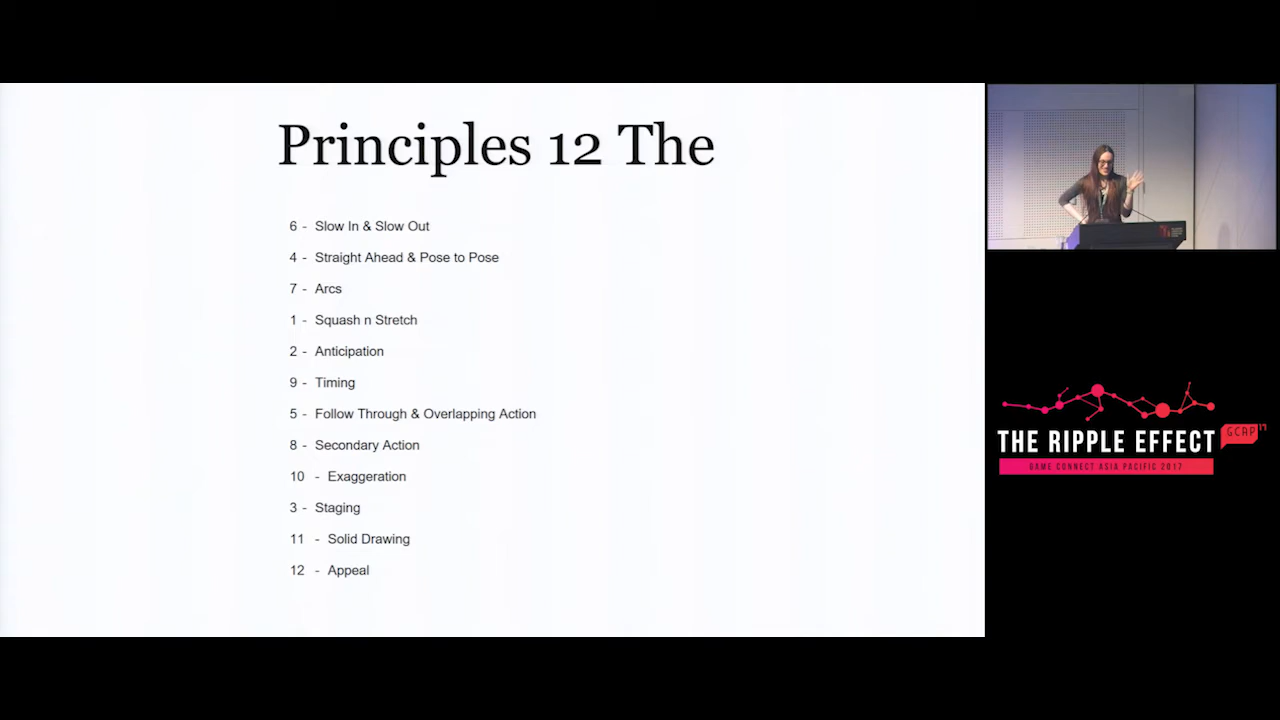 Principles 12 The
6 - Slow In & Slow Out
4 - Straight Ahead & Pose to Pose
7 - Arcs
1 - Squash n Stretch
2 - Anticipation
9 - Timing
5 - Follow Through & Overlapping Action
8 - Secondary Action
10 - Exaggeration
3 - Staging
11 - Solid Drawing
12 - Appeal
THE RIPPLE EFFECT
GCAP 17
GAME CONNECT ASIA PACIFIC 2017